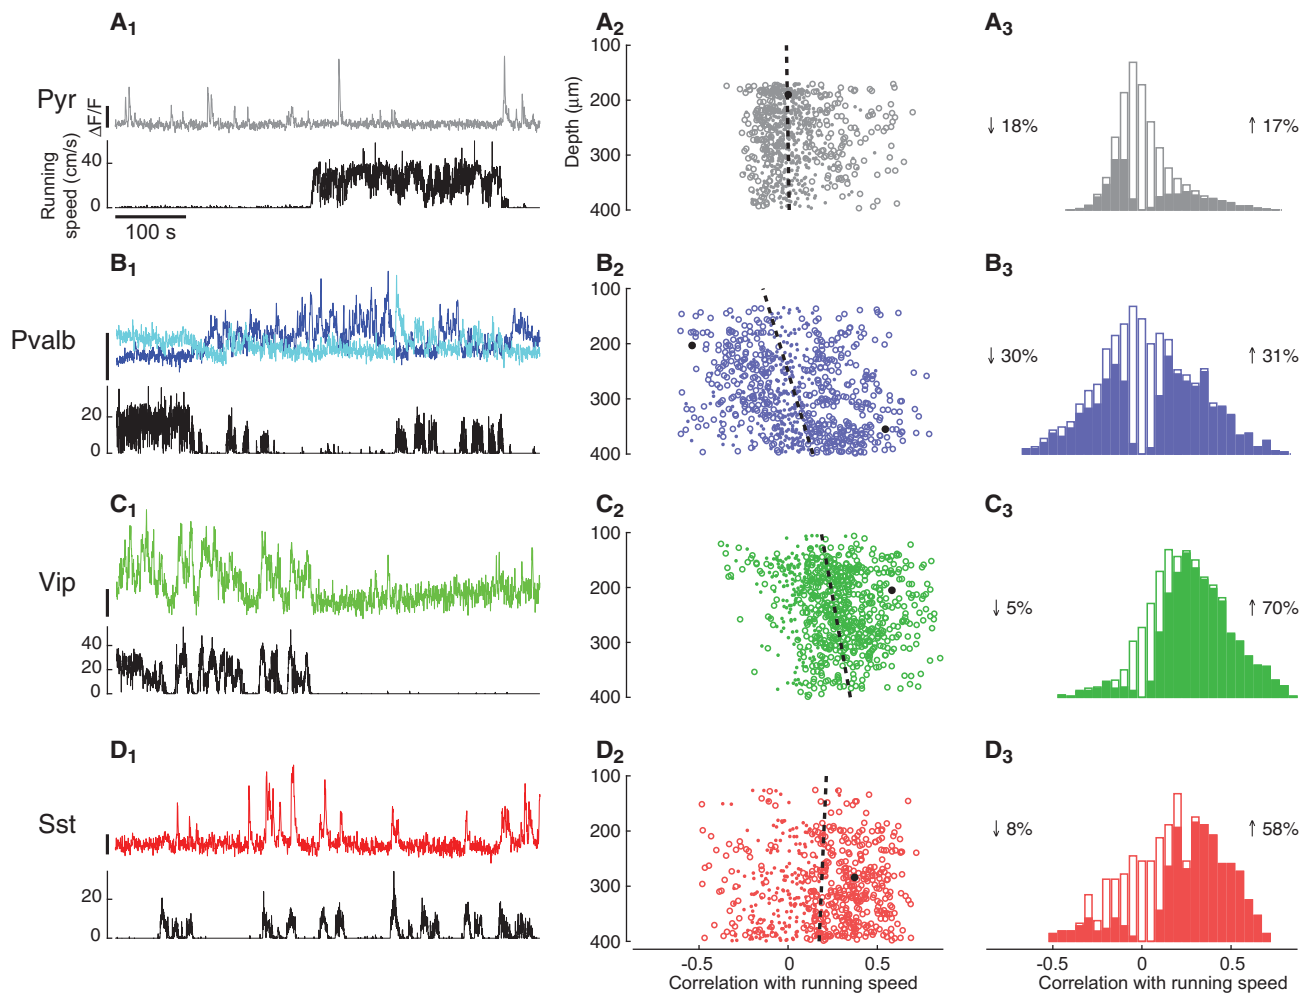 A1
A2
A3
Pyr
ΔF/F
Running speed (cm/s)
40
0
100 s
Depth (μm)
100
200
300
400
↓ 18%
↑ 17%
B1
B2
B3
Pvalb
20
0
100
200
300
400
↓ 30%
↑ 31%
C1
C2
C3
Vip
40
20
0
100
200
300
400
↓ 5%
↑ 70%
D1
D2
D3
Sst
20
0
100
200
300
400
↓ 8%
↑ 58%
-0.5
0
0.5
Correlation with running speed
-0.5
0
0.5
Correlation with running speed